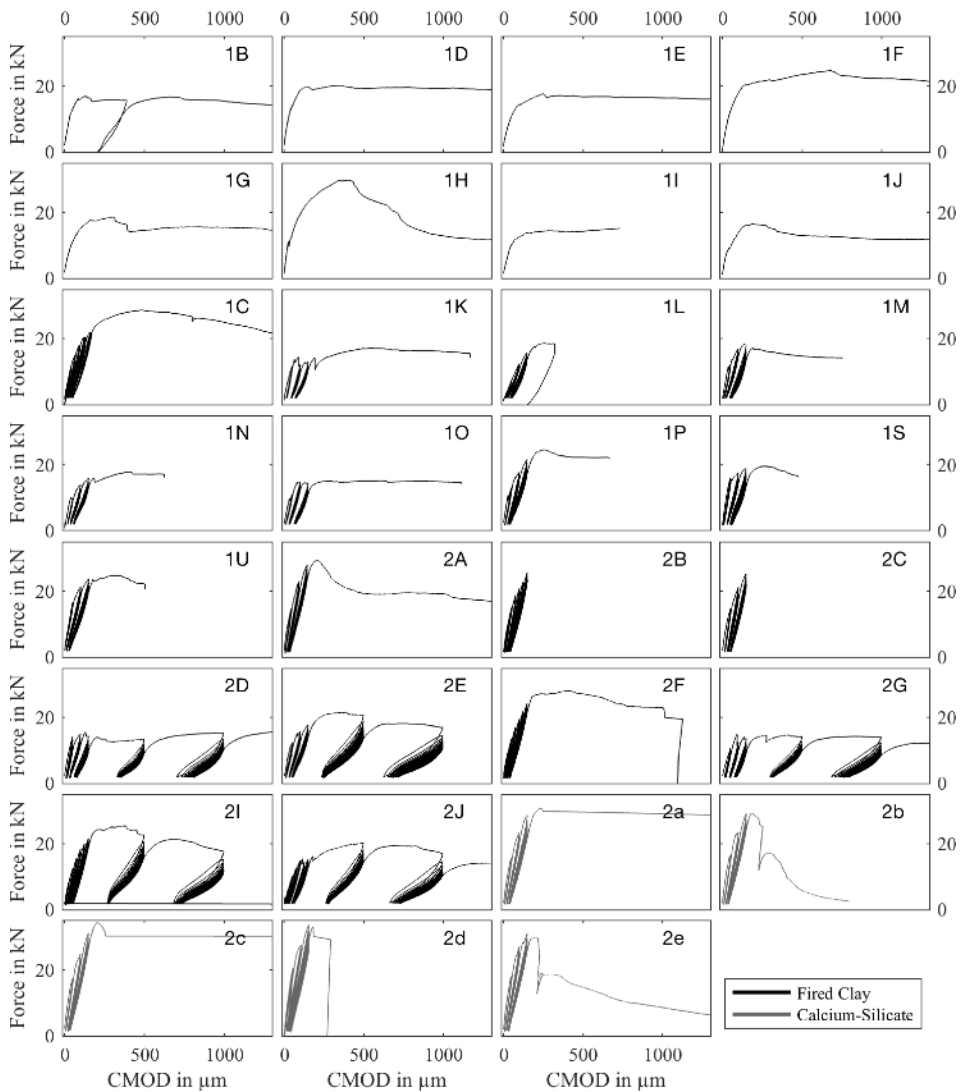 0 500 1000 0 500 1000 0 500 1000 0 500 1000
Force in kN 20 0 1B 1D 1E 1F 20 0
Force in kN 20 0 1G 1H 1I 1J 20 0
Force in kN 20 0 1C 1K 1L 1M 20 0
Force in kN 20 0 1N 1O 1P 1S 20 0
Force in kN 20 0 1U 2A 2B 2C 20 0
Force in kN 20 0 2D 2E 2F 2G 20 0
Force in kN 20 0 2I 2J 2a 2b 20 0
Force in kN 20 0 2c 2d 2e
Fired Clay
Calcium-Silicate
0 500 1000 0 500 1000 0 500 1000
CMOD in µm CMOD in µm CMOD in µm